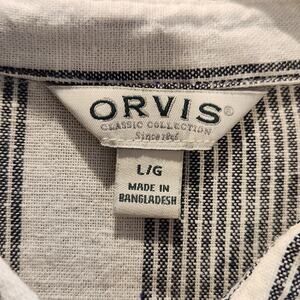 ORVIS®
CLASSIC COLLECTION
Since 1856
L/G
MADE IN
BANGLADESH